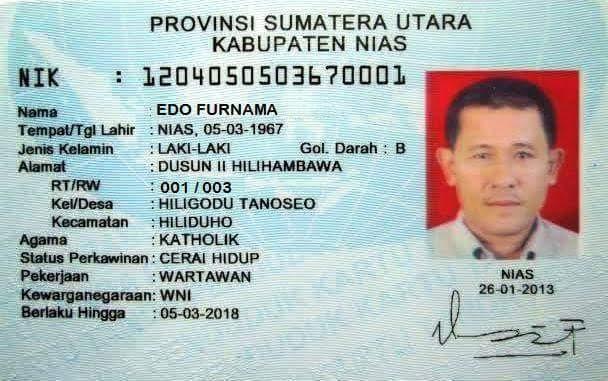 PROVINSI SUMATERA UTARA
KABUPATEN NIAS
NIK : 1204050503670001
Nama : EDO FURNAMA
Tempat/Tgl Lahir : NIAS, 05-03-1967
Jenis Kelamin : LAKI-LAKI Gol. Darah : B
Alamat : DUSUN II HILIHAMBAWA
RT/RW : 001 / 003
Kel/Desa : HILIGODU TANOSEO
Kecamatan : HILIDUHO
Agama : KATHOLIK
Status Perkawinan : CERAI HIDUP
Pekerjaan : WARTAWAN
Kewarganegaraan: WNI
Berlaku Hingga : 05-03-2018
NIAS
26-01-2013